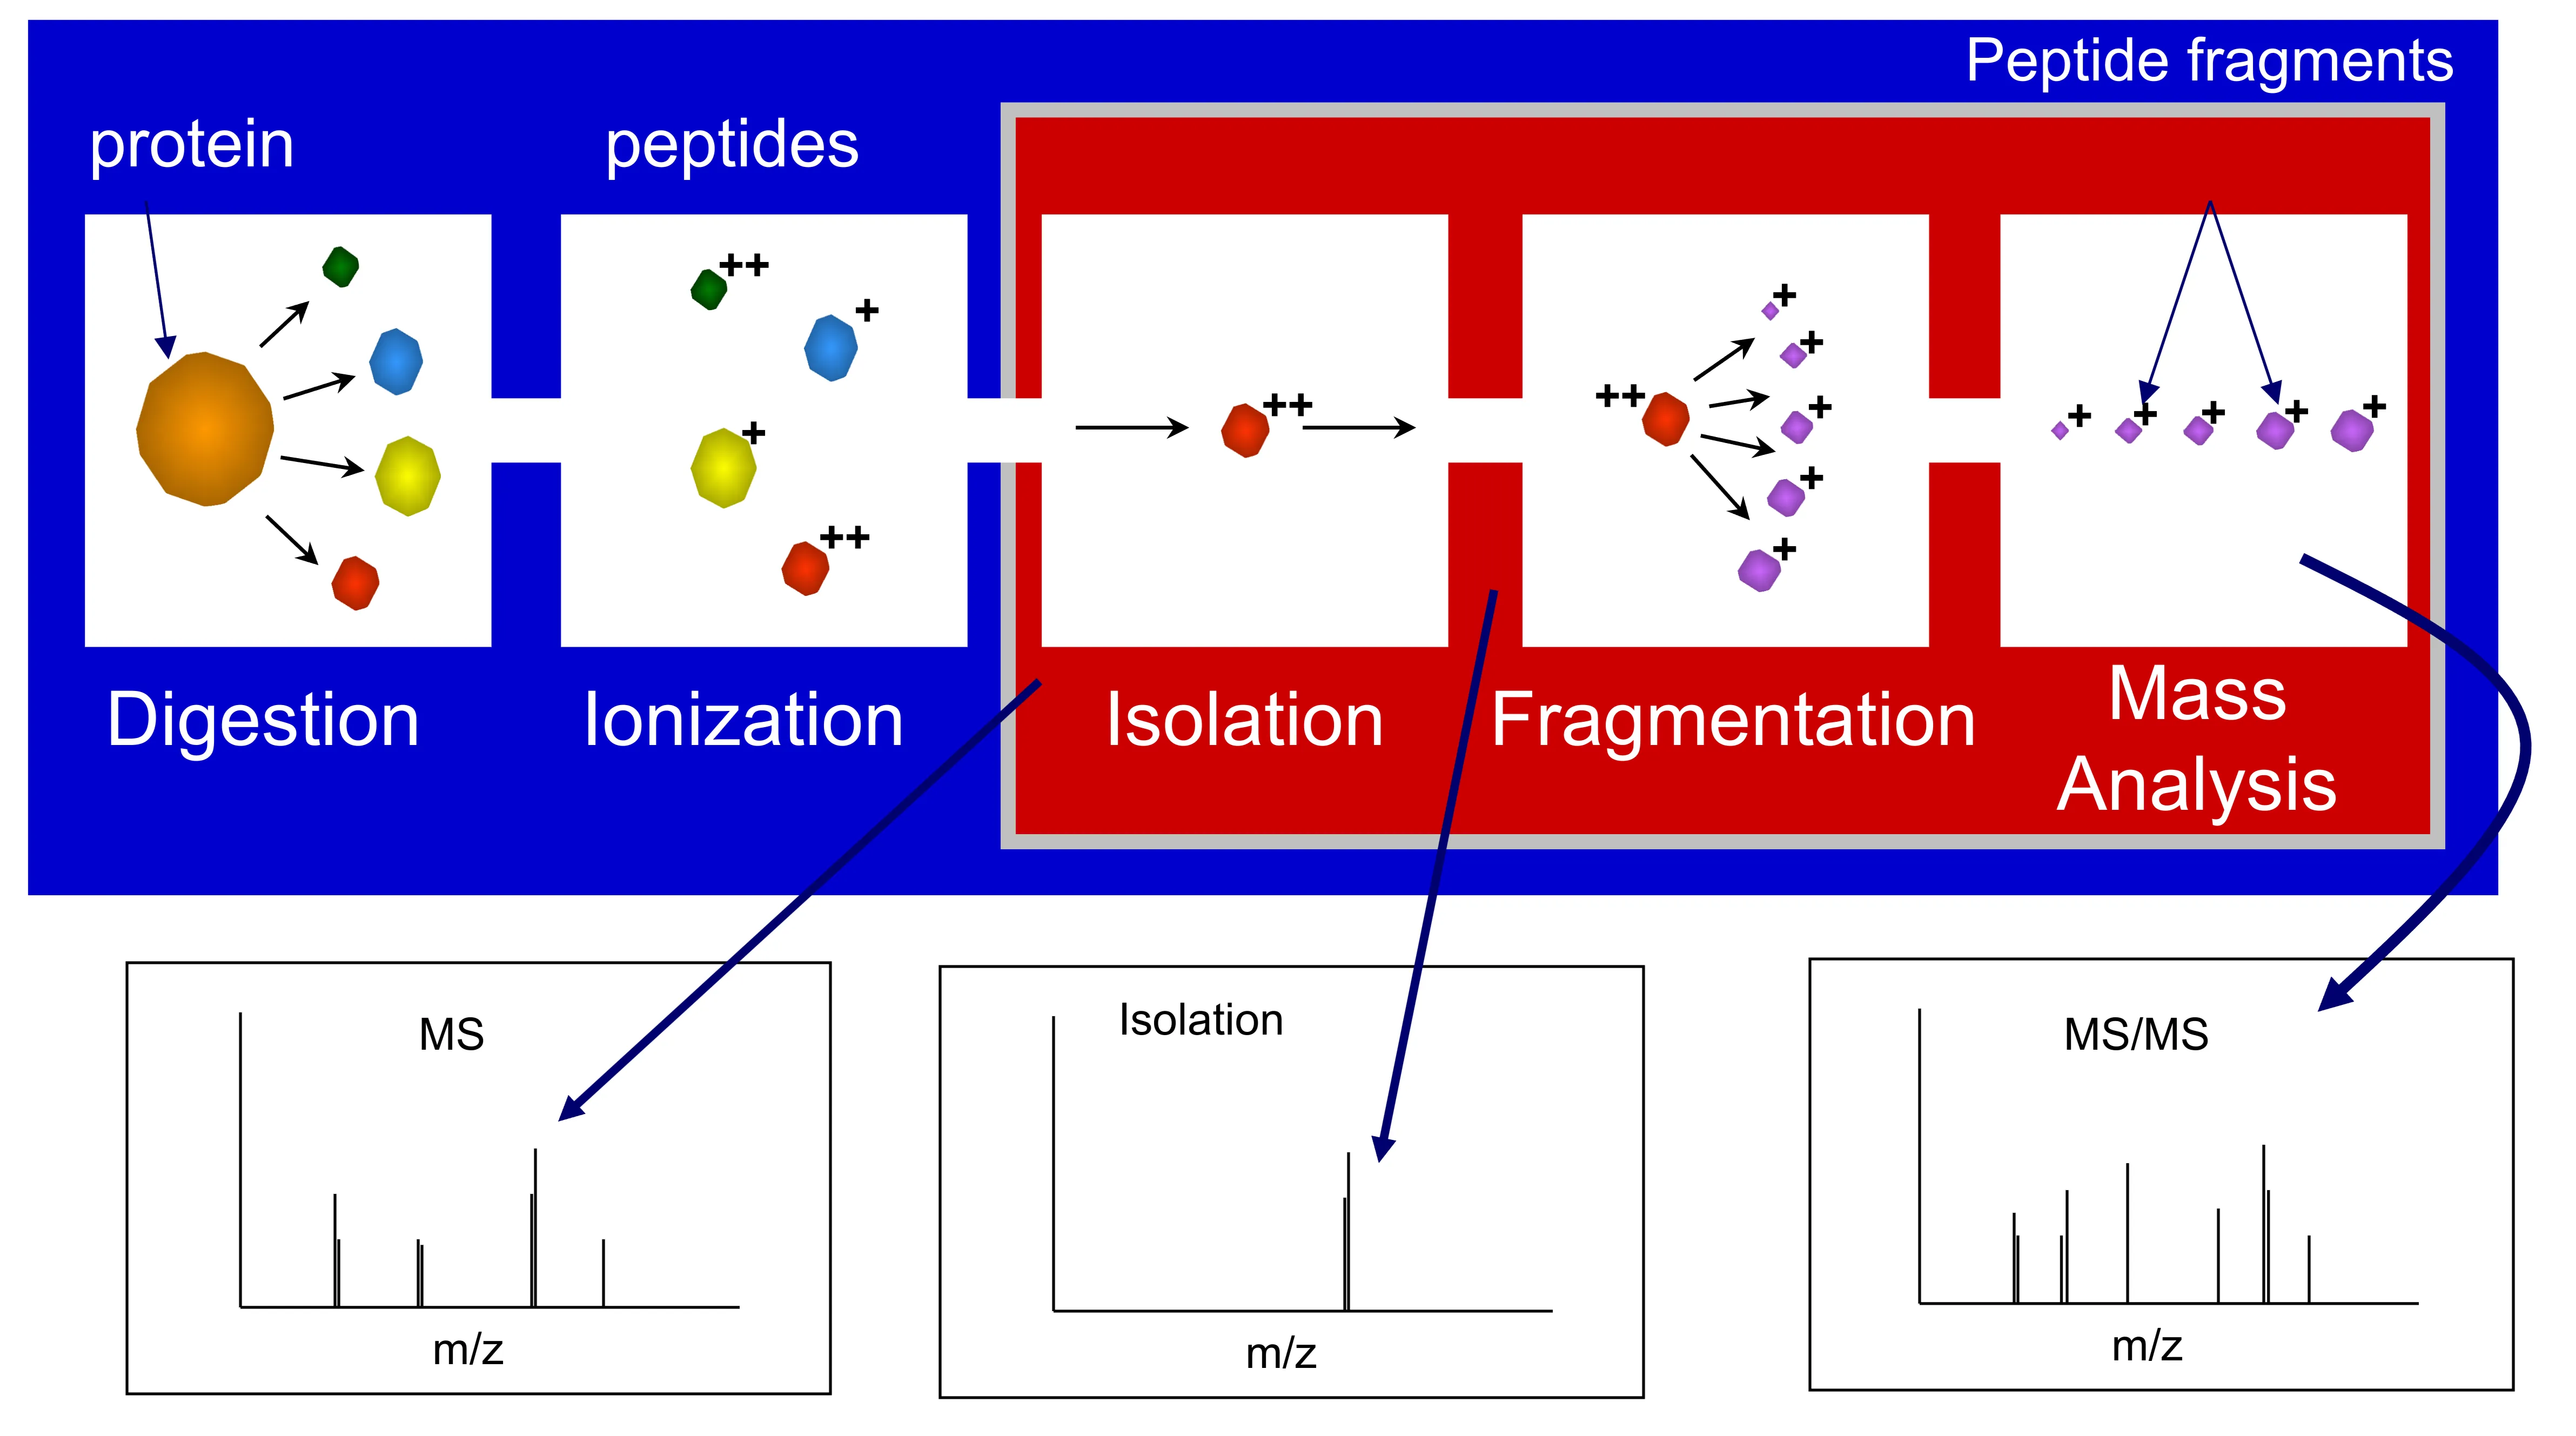 Peptide fragments
protein
peptides
++
+
+
++
++
++
+
+
+
+
+
+
+
+
+
+
Digestion
Ionization
Isolation
Fragmentation
Mass
Analysis
MS
m/z
Isolation
m/z
MS/MS
m/z